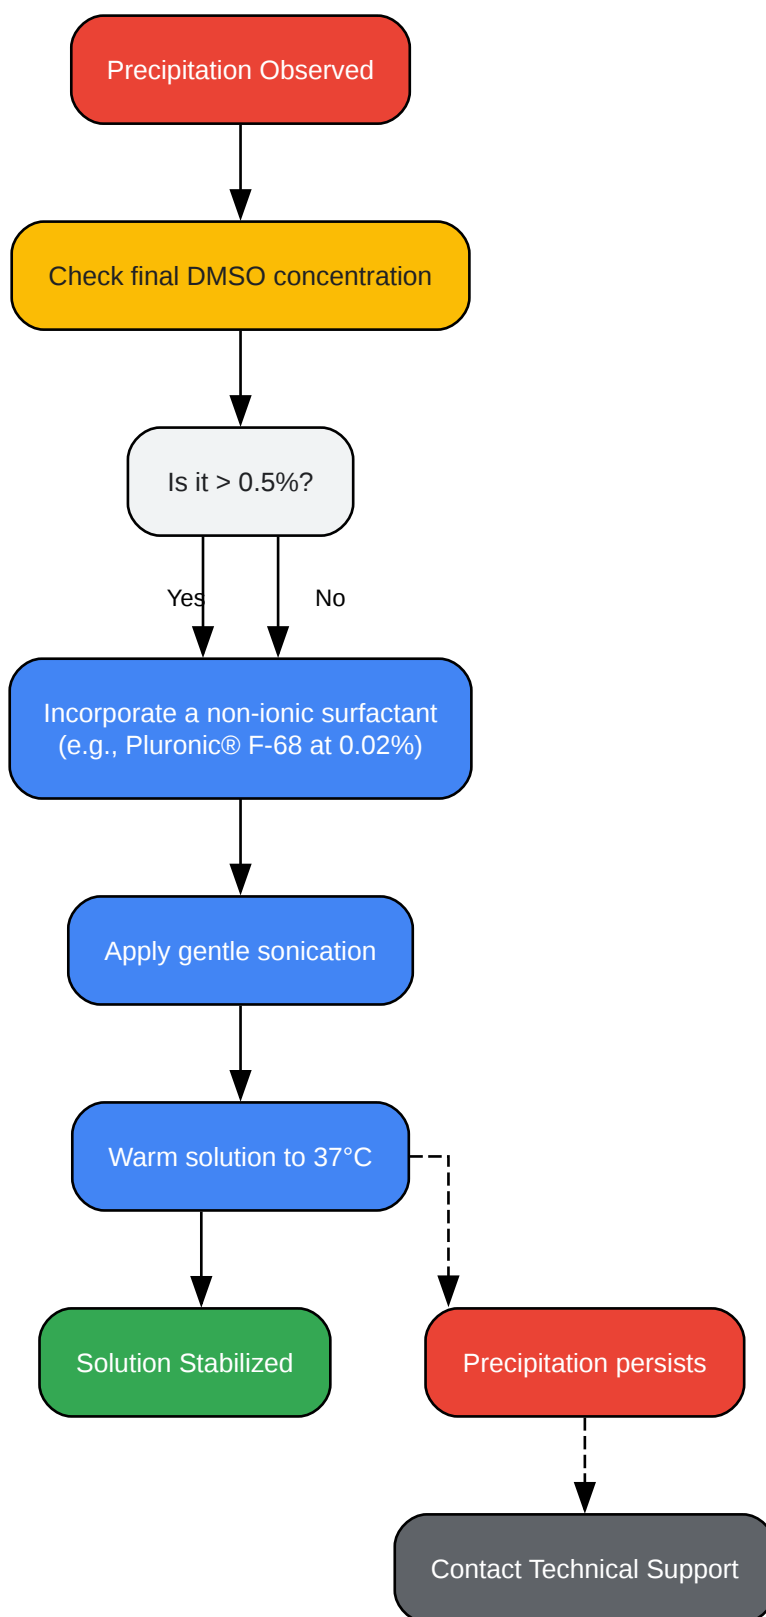 Precipitation Observed
Check final DMSO concentration
Is it > 0.5%?
Yes
No
Incorporate a non-ionic surfactant
(e.g., Pluronic® F-68 at 0.02%)
Apply gentle sonication
Warm solution to 37°C
Solution Stabilized
Precipitation persists
Contact Technical Support